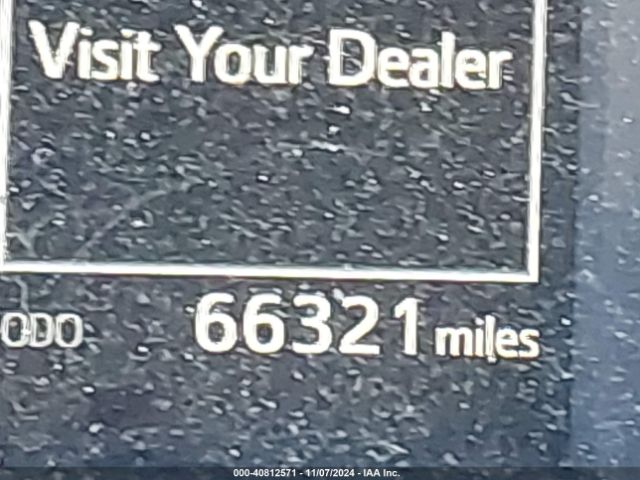 Visit Your Dealer
ODO 66321 miles
000-40812571 - 11/07/2024 - IAA Inc.